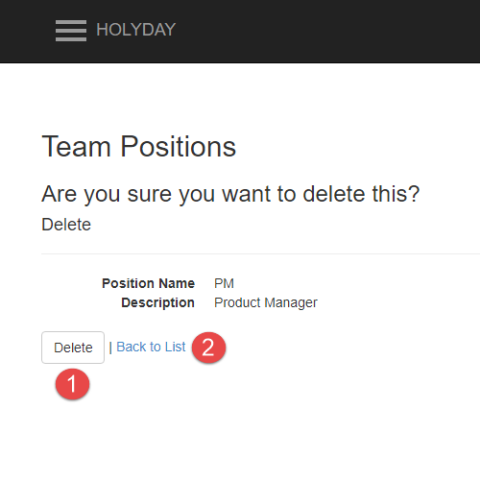 HOLYDAY
Team Positions
Are you sure you want to delete this?
Delete
Position Name PM
Description Product Manager
Delete | Back to List 2
1